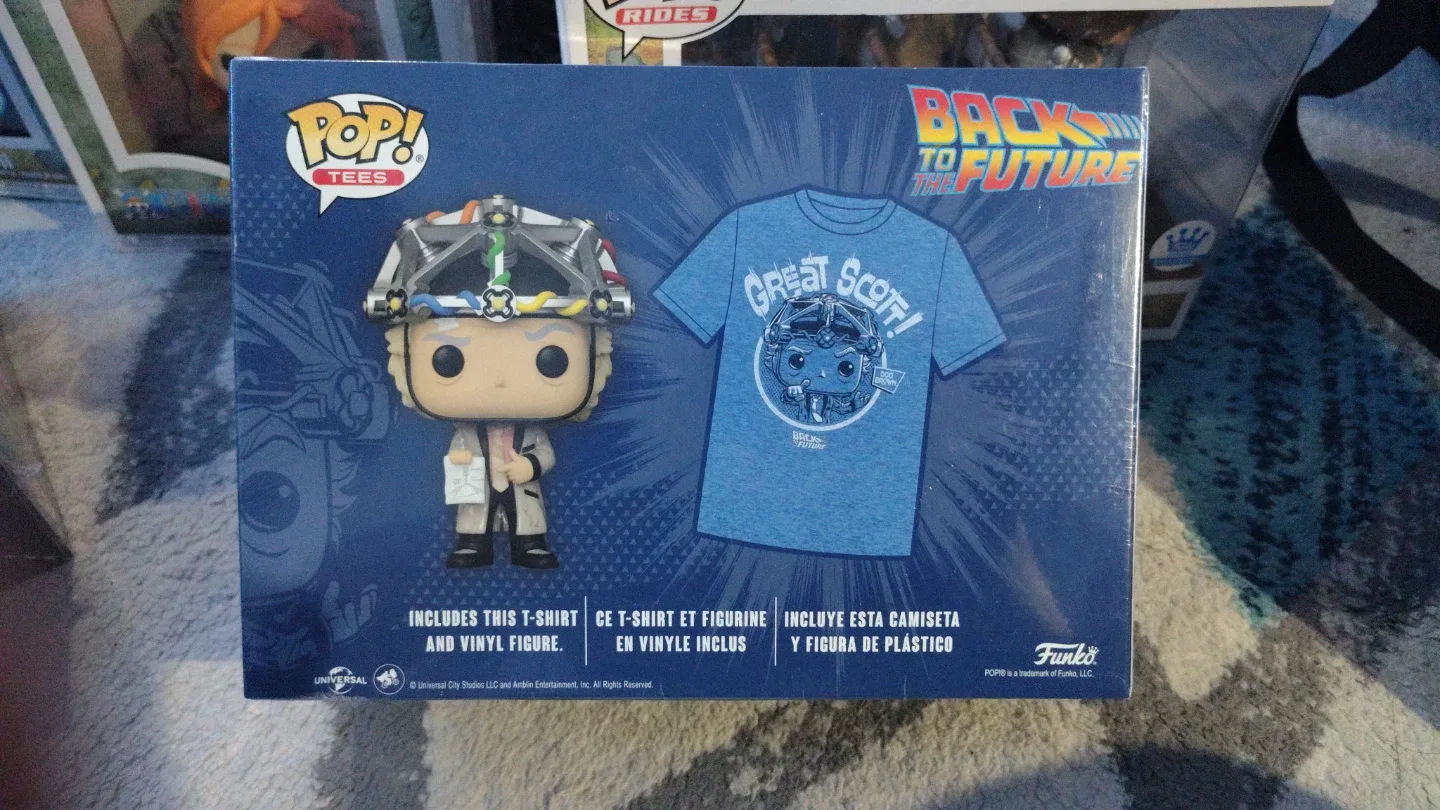 RIDES
POP!®
TEES
BACK
TO
THE FUTURE
GREAT SCOTT!
DOC
BROWN
BACK
TO THE FUTURE
INCLUDES THIS T-SHIRT
AND VINYL FIGURE.
CE T-SHIRT ET FIGURINE
EN VINYLE INCLUS
INCLUYE ESTA CAMISETA
Y FIGURA DE PLÁSTICO
Funko®
POP!® is a trademark of Funko, LLC.
UNIVERSAL
© Universal City Studios LLC and Amblin Entertainment, Inc. All Rights Reserved.